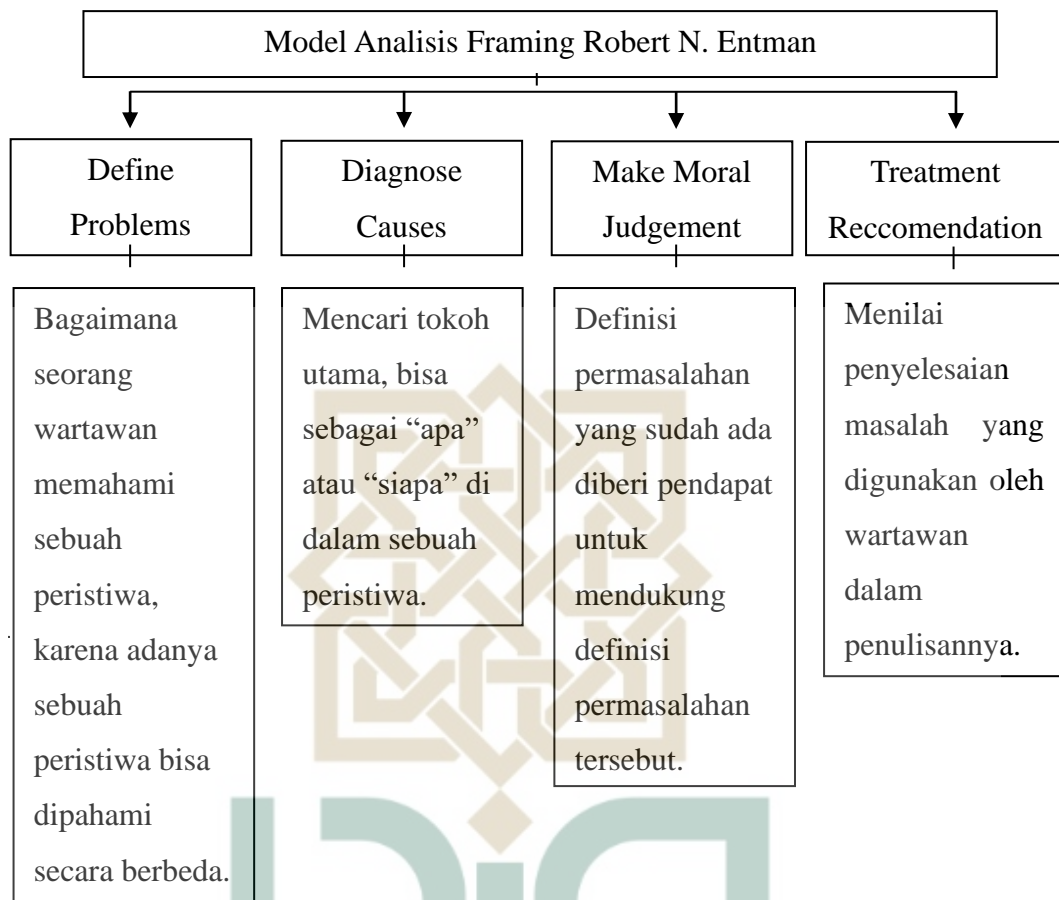 Model Analisis Framing Robert N. Entman
Define
Problems
Diagnose
Causes
Make Moral
Judgement
Treatment
Reccomendation
Bagaimana
seorang
wartawan
memahami
sebuah
peristiwa,
karena adanya
sebuah
peristiwa bisa
dipahami
secara berbeda.
Mencari tokoh
utama, bisa
sebagai “apa”
atau “siapa” di
dalam sebuah
peristiwa.
Definisi
permasalahan
yang sudah ada
diberi pendapat
untuk
mendukung
definisi
permasalahan
tersebut.
Menilai
penyelesaian
masalah yang
digunakan oleh
wartawan
dalam
penulisannya.